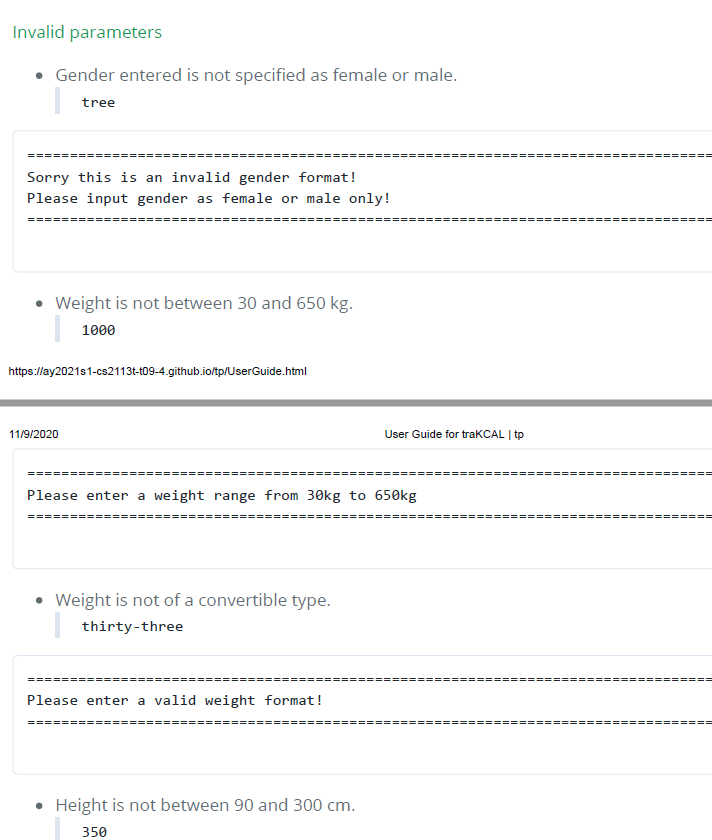 Invalid parameters
• Gender entered is not specified as female or male.
tree
================================================================================
Sorry this is an invalid gender format!
Please input gender as female or male only!
================================================================================
• Weight is not between 30 and 650 kg.
1000
https://ay2021s1-cs2113t-t09-4.github.io/tp/UserGuide.html
11/9/2020 User Guide for traKCAL | tp
================================================================================
Please enter a weight range from 30kg to 650kg
================================================================================
• Weight is not of a convertible type.
thirty-three
================================================================================
Please enter a valid weight format!
================================================================================
• Height is not between 90 and 300 cm.
350